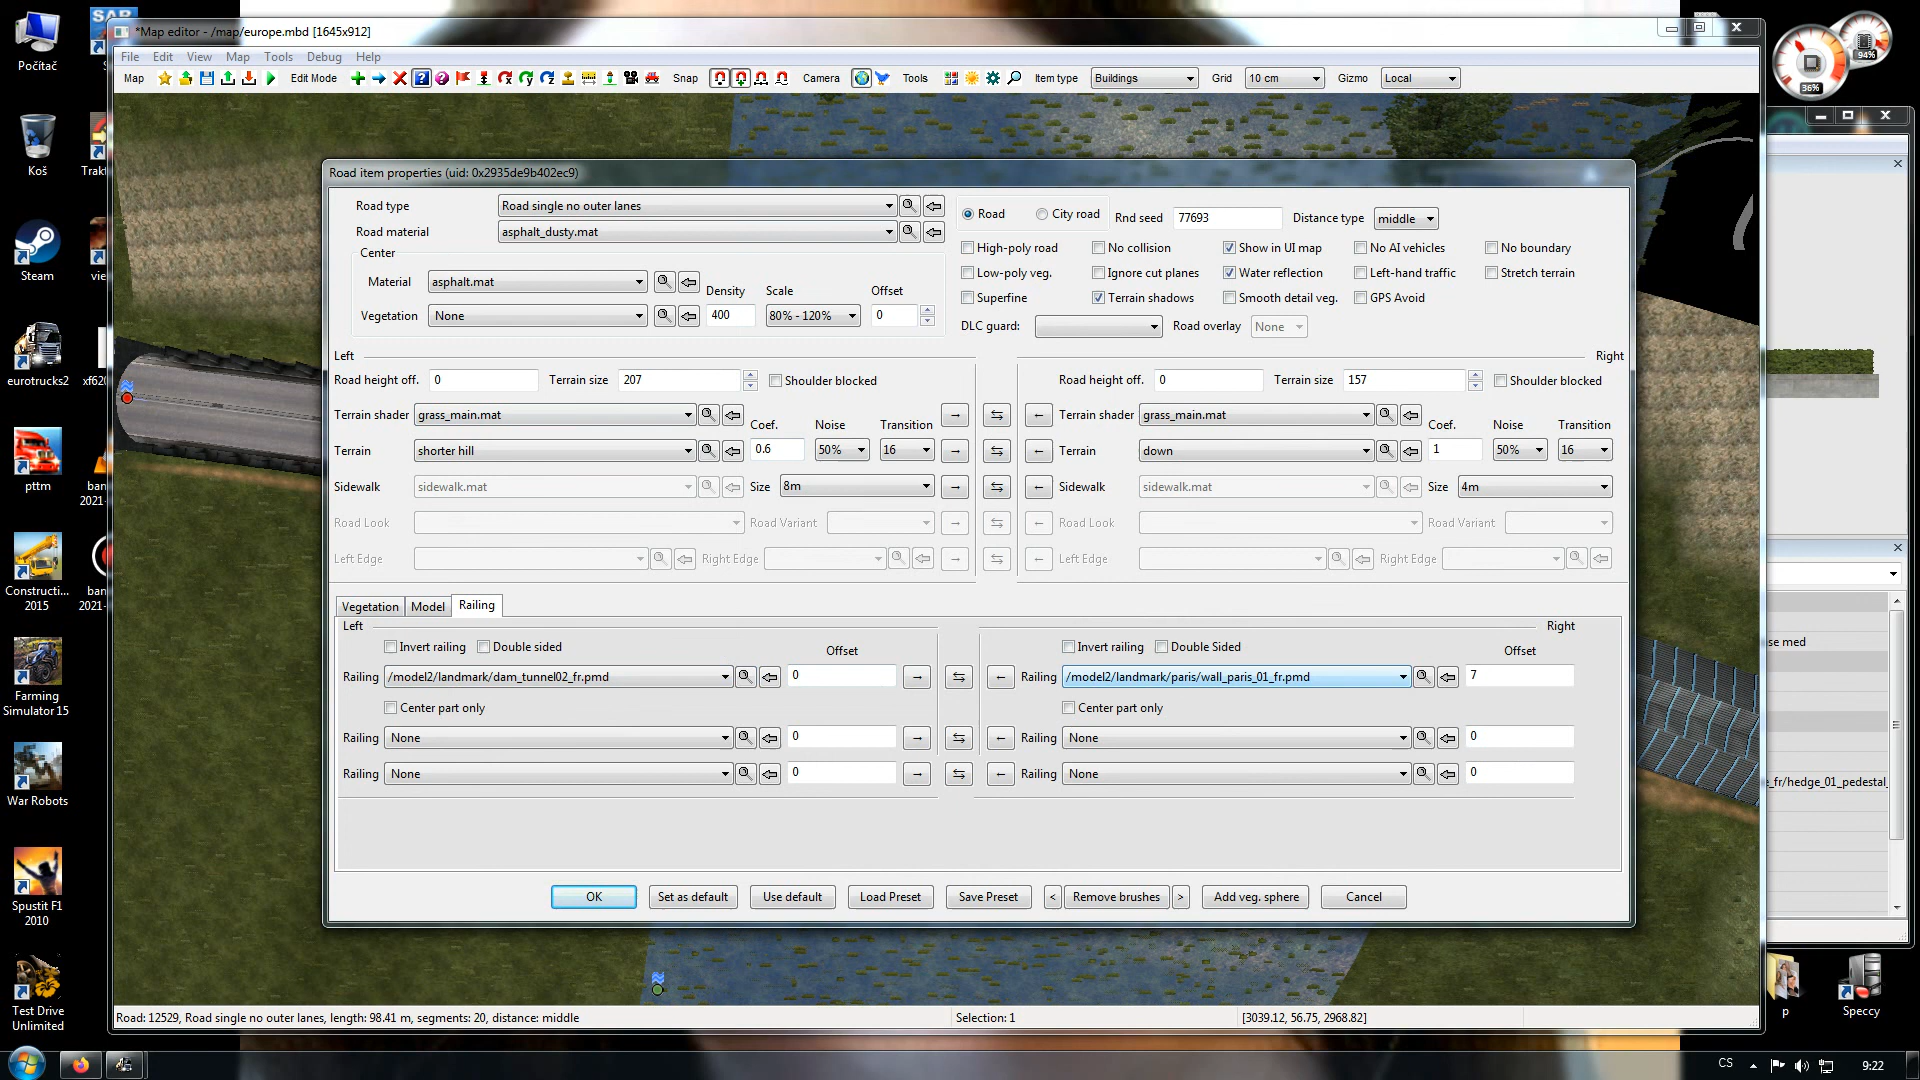 *Map editor - /map/europe.mbd [1645x912]
File Edit View Map Tools Debug Help
Map Edit Mode Snap Camera Tools Item type Buildings Grid 10 cm Gizmo Local
Road item properties (uid: 0x2935de9b402ec9)
Road type Road single no outer lanes
Road City road Rnd seed 77693 Distance type middle
Road material asphalt_dusty.mat
High-poly road No collision Show in UI map No AI vehicles No boundary
Center
Low-poly veg. Ignore cut planes Water reflection Left-hand traffic Stretch terrain
Material asphalt.mat Density Scale Offset
Superfine Terrain shadows Smooth detail veg. GPS Avoid
Vegetation None 400 80% - 120% 0
DLC guard: Road overlay None
Left Right
Road height off. 0 Terrain size 207 Shoulder blocked
Road height off. 0 Terrain size 157 Shoulder blocked
Terrain shader grass_main.mat Coef. Noise Transition
Terrain shader grass_main.mat Coef. Noise Transition
Terrain shorter hill 0.6 50% 16
Terrain down 1 50% 16
Sidewalk sidewalk.mat Size 8m
Sidewalk sidewalk.mat Size 4m
Road Look Road Variant
Road Look Road Variant
Left Edge Right Edge
Left Edge Right Edge
Vegetation Model Railing
Left Right
Invert railing Double sided Offset
Invert railing Double Sided Offset
Railing /model2/landmark/dam_tunnel02_fr.pmd 0
Railing /model2/landmark/paris/wall_paris_01_fr.pmd 7
Center part only
Center part only
Railing None 0
Railing None 0
Railing None 0
Railing None 0
OK Set as default Use default Load Preset Save Preset < Remove brushes > Add veg. sphere Cancel
Road: 12529, Road single no outer lanes, length: 98.41 m, segments: 20, distance: middle
Selection: 1
[3039.12, 56.75, 2968.82]
Počítač
Koš
Trakt
Steam
vie
eurotrucks2
xf620
pttm
ban
2021-
Constructi...
2015
ban
2021-
Farming
Simulator 15
War Robots
Spustit F1
2010
Test Drive
Unlimited
36%
94%
se med
e_fr/hedge_01_pedestal_
p
Speccy
CS
9:22